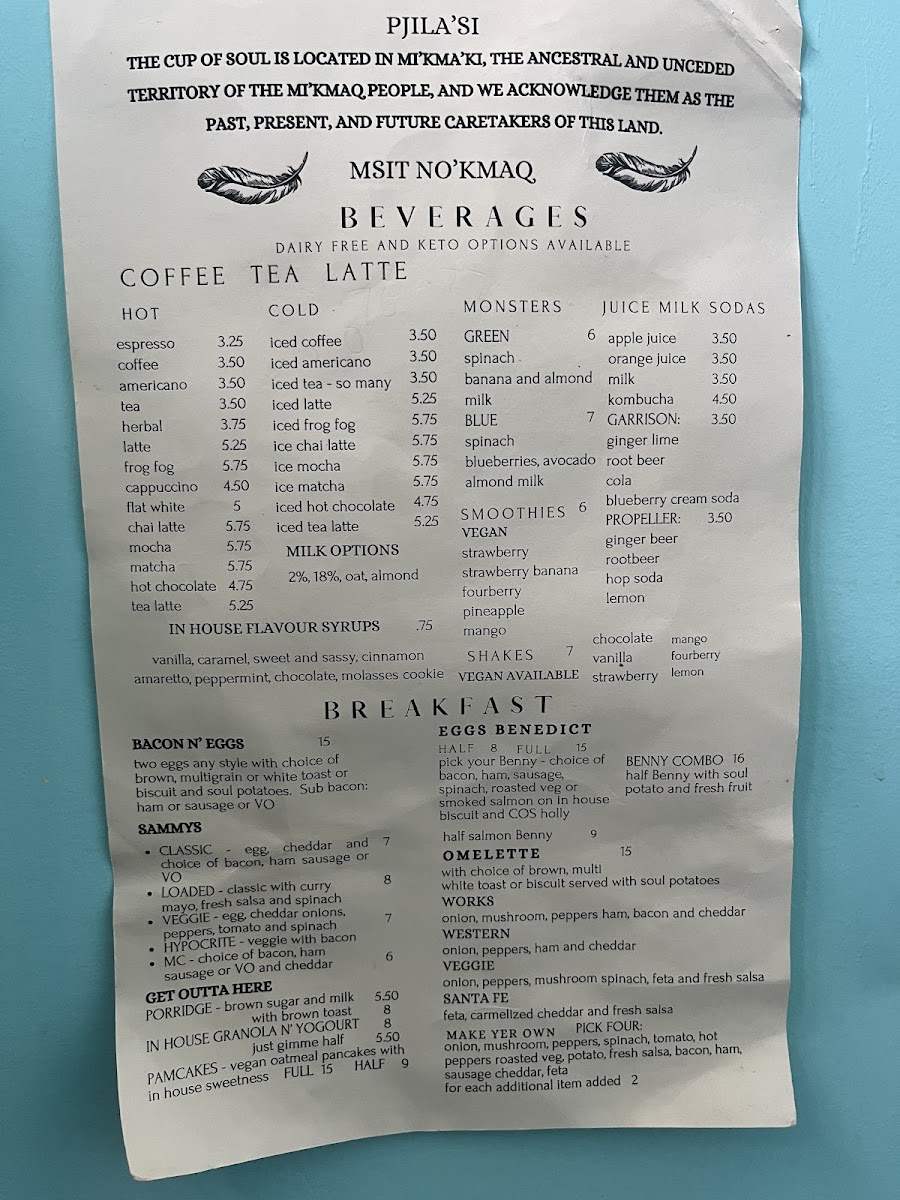 PJILA'SI
THE CUP OF SOUL IS LOCATED IN MI'KMA'KI, THE ANCESTRAL AND UNCEDED
TERRITORY OF THE MI'KMAQ PEOPLE, AND WE ACKNOWLEDGE THEM AS THE
PAST, PRESENT, AND FUTURE CARETAKERS OF THIS LAND.
MSIT NO'KMAQ
BEVERAGES
DAIRY FREE AND KETO OPTIONS AVAILABLE
COFFEE TEA LATTE
HOT
espresso 3.25
coffee 3.50
americano 3.50
tea 3.50
herbal 3.75
latte 5.25
frog fog 5.75
cappuccino 4.50
flat white 5
chai latte 5.75
mocha 5.75
matcha 5.75
hot chocolate 4.75
tea latte 5.25
COLD
iced coffee 3.50
iced americano 3.50
iced tea - so many 3.50
iced latte 5.25
iced frog fog 5.75
ice chai latte 5.75
ice mocha 5.75
ice matcha 5.75
iced hot chocolate 4.75
iced tea latte 5.25
MILK OPTIONS
2%, 18%, oat, almond
IN HOUSE FLAVOUR SYRUPS .75
vanilla, caramel, sweet and sassy, cinnamon
amaretto, peppermint, chocolate, molasses cookie
MONSTERS
GREEN 6
spinach
banana and almond
milk
BLUE 7
spinach
blueberries, avocado
almond milk
SMOOTHIES 6
VEGAN
strawberry
strawberry banana
fourberry
pineapple
mango
SHAKES 7
VEGAN AVAILABLE
chocolate mango
vanilla fourberry
strawberry lemon
JUICE MILK SODAS
apple juice 3.50
orange juice 3.50
milk 3.50
kombucha 4.50
GARRISON: 3.50
ginger lime
root beer
cola
blueberry cream soda
PROPELLER: 3.50
ginger beer
rootbeer
hop soda
lemon
BREAKFAST
BACON N' EGGS 15
two eggs any style with choice of
brown, multigrain or white toast or
biscuit and soul potatoes. Sub bacon:
ham or sausage or VO
SAMMYS
• CLASSIC - egg, cheddar and 7
choice of bacon, ham sausage or
VO
• LOADED - classic with curry 8
mayo, fresh salsa and spinach
• VEGGIE - egg, cheddar onions,
peppers, tomato and spinach 7
• HYPOCRITE - veggie with bacon
• MC - choice of bacon, ham 6
sausage or VO and cheddar
GET OUTTA HERE
PORRIDGE - brown sugar and milk 5.50
with brown toast 8
IN HOUSE GRANOLA N' YOGOURT 8
just gimme half 5.50
PAMCAKES - vegan oatmeal pancakes with
in house sweetness FULL 15 HALF 9
EGGS BENEDICT
HALF 8 FULL 15
pick your Benny - choice of
bacon, ham, sausage,
spinach, roasted veg or
smoked salmon on in house
biscuit and COS holly
half salmon Benny 9
BENNY COMBO 16
half Benny with soul
potato and fresh fruit
OMELETTE 15
with choice of brown, multi
white toast or biscuit served with soul potatoes
WORKS
onion, mushroom, peppers ham, bacon and cheddar
WESTERN
onion, peppers, ham and cheddar
VEGGIE
onion, peppers, mushroom spinach, feta and fresh salsa
SANTA FE
feta, carmelized cheddar and fresh salsa
MAKE YER OWN PICK FOUR:
onion, mushroom, peppers, spinach, tomato, hot
peppers roasted veg, potato, fresh salsa, bacon, ham,
sausage cheddar, feta
for each additional item added 2